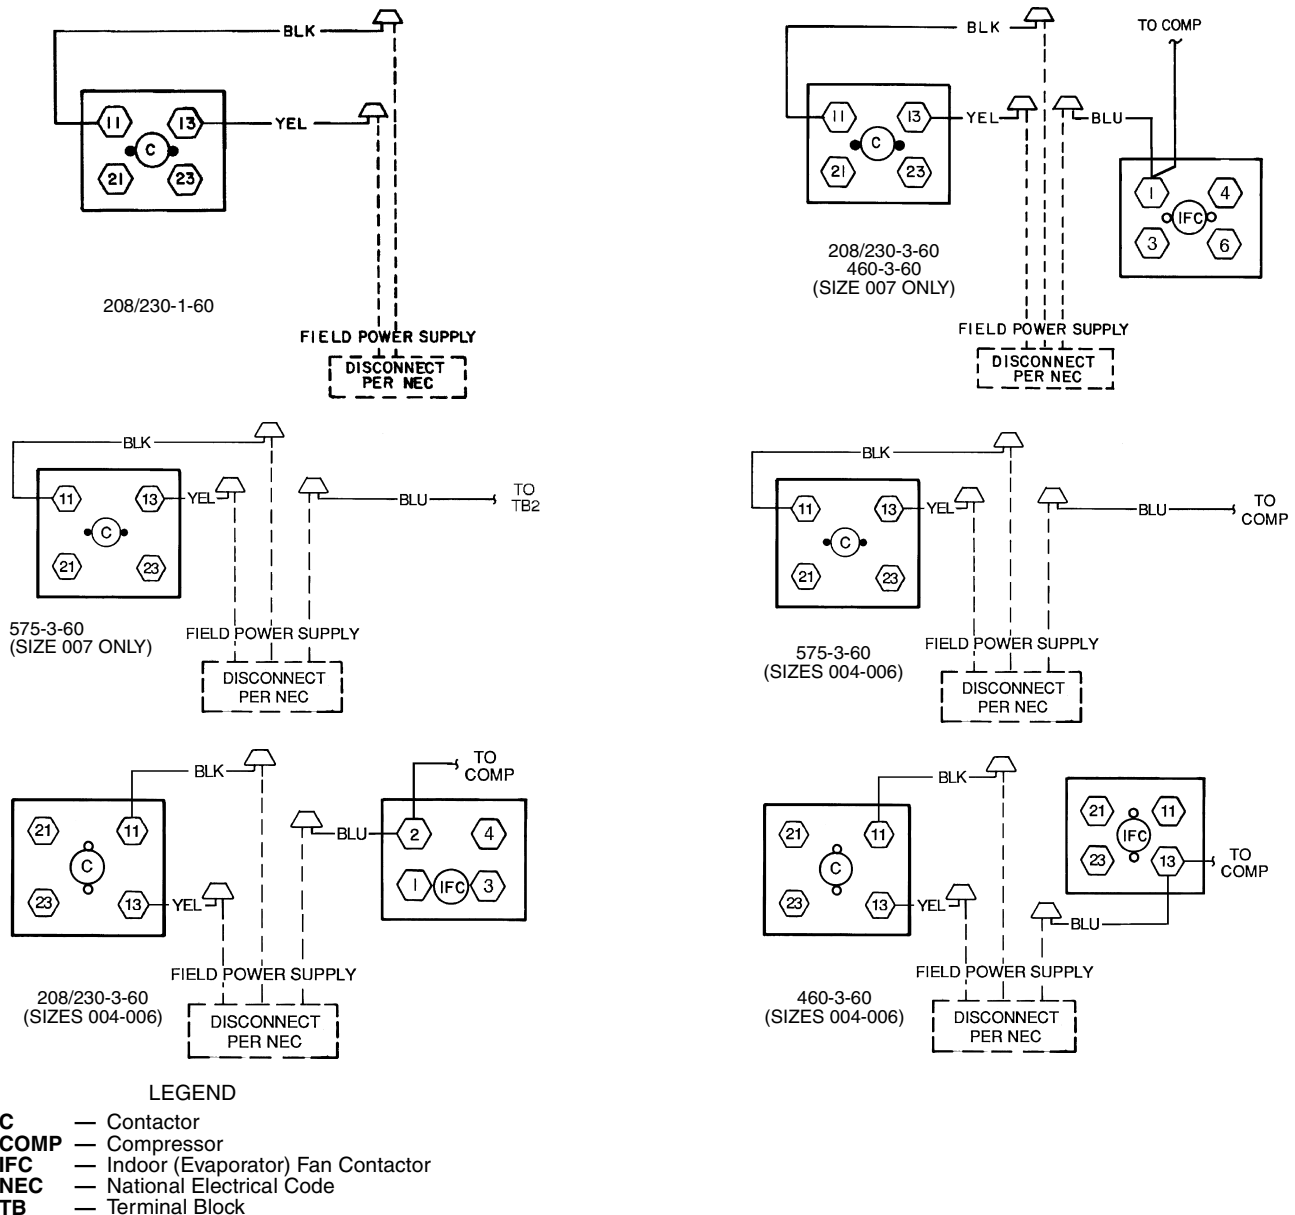 BLK
11
13
YEL
C
21
23
208/230-1-60
FIELD POWER SUPPLY
DISCONNECT
PER NEC
BLK
TO COMP
11
13
YEL
BLU
C
21
23
1
4
IFC
3
6
208/230-3-60
460-3-60
(SIZE 007 ONLY)
FIELD POWER SUPPLY
DISCONNECT
PER NEC
BLK
11
13
YEL
BLU
TO
TB2
C
21
23
575-3-60
(SIZE 007 ONLY)
FIELD POWER SUPPLY
DISCONNECT
PER NEC
BLK
11
13
YEL
BLU
TO
COMP
C
21
23
575-3-60
(SIZES 004-006)
FIELD POWER SUPPLY
DISCONNECT
PER NEC
BLK
TO
COMP
21
11
BLU
2
4
C
1
IFC
3
23
13
YEL
FIELD POWER SUPPLY
208/230-3-60
(SIZES 004-006)
DISCONNECT
PER NEC
BLK
21
11
21
11
IFC
C
23
13
TO
COMP
23
13
YEL
BLU
FIELD POWER SUPPLY
460-3-60
(SIZES 004-006)
DISCONNECT
PER NEC
LEGEND
C — Contactor
COMP — Compressor
IFC — Indoor (Evaporator) Fan Contactor
NEC — National Electrical Code
TB — Terminal Block